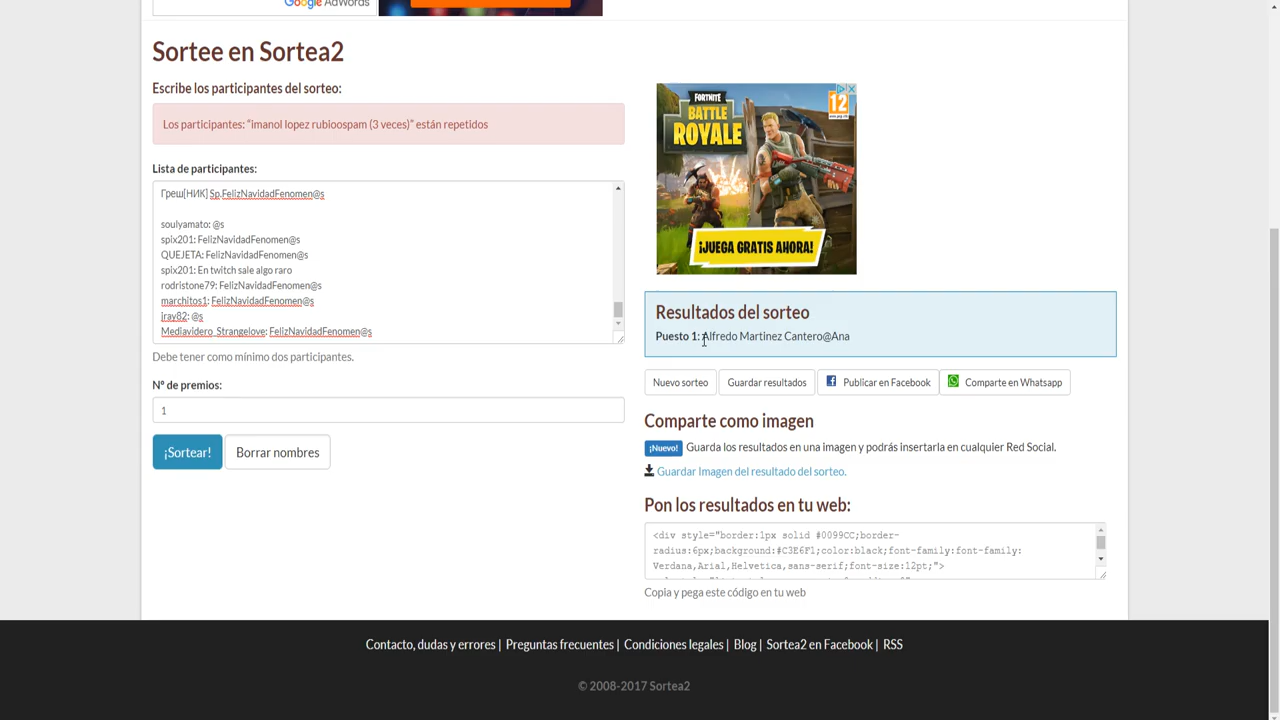 Google AdWords
Sortee en Sortea2
Escribe los participantes del sorteo:
Los participantes: “imanol lopez rubioospam (3 veces)” están repetidos
Lista de participantes:
Греш[НИК] Sp.FelizNavidadFenomen@s
soulyamato: @s
spix201: FelizNavidadFenomen@s
QUEJETA: FelizNavidadFenomen@s
spix201: En twitch sale algo raro
rodristone79: FelizNavidadFenomen@s
marchitos1: FelizNavidadFenomen@s
jray82: @s
Mediavidero_Strangelove: FelizNavidadFenomen@s
Debe tener como mínimo dos participantes.
Nº de premios:
1
¡Sortear!
Borrar nombres
FORTNITE
BATTLE
ROYALE
12
¡JUEGA GRATIS AHORA!
Resultados del sorteo
Puesto 1: Alfredo Martinez Cantero@Ana
Nuevo sorteo
Guardar resultados
Publicar en Facebook
Comparte en Whatsapp
Comparte como imagen
¡Nuevo! Guarda los resultados en una imagen y podrás insertarla en cualquier Red Social.
Guardar Imagen del resultado del sorteo.
Pon los resultados en tu web:
<div style="border:1px solid #0099CC;border-
radius:6px;background:#C3E6F1;color:black;font-family:font-family:
Verdana,Arial,Helvetica,sans-serif;font-size:12pt;">
Copia y pega este código en tu web
Contacto, dudas y errores | Preguntas frecuentes | Condiciones legales | Blog | Sortea2 en Facebook | RSS
© 2008-2017 Sortea2